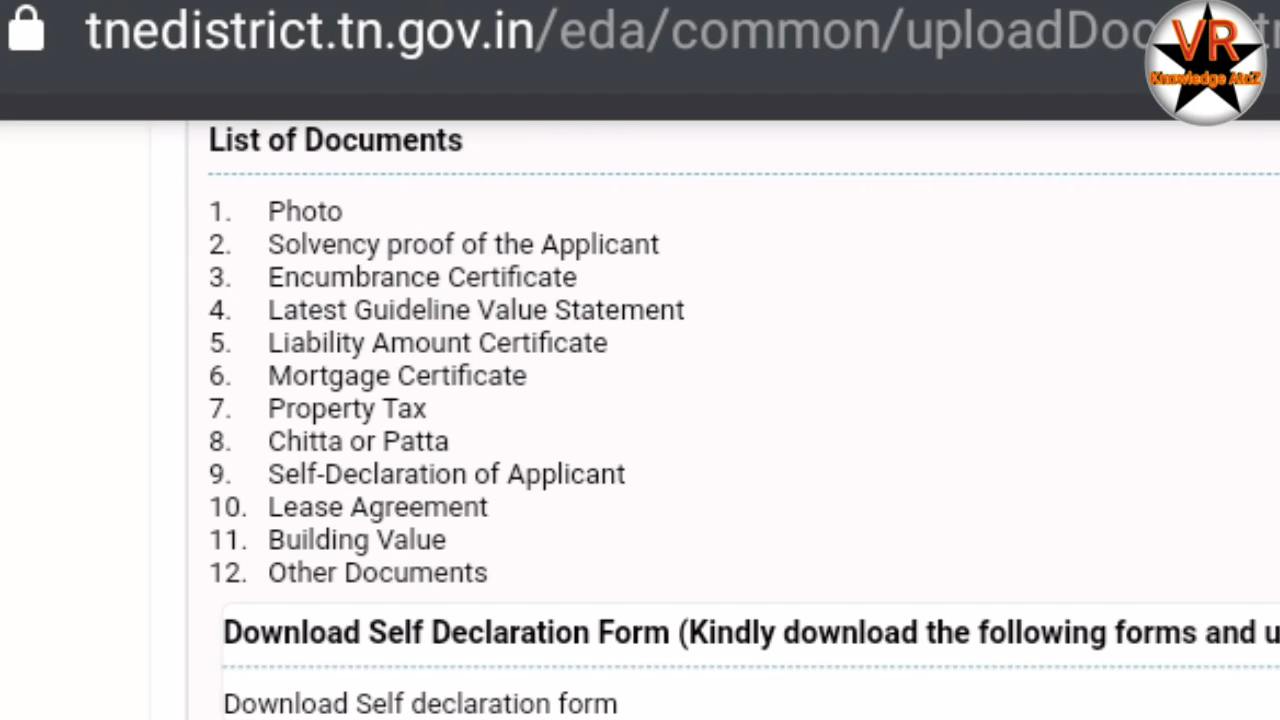 tnedistrict.tn.gov.in/eda/common/uploadDoc
VR
Knowledge AtoZ
List of Documents
1. Photo
2. Solvency proof of the Applicant
3. Encumbrance Certificate
4. Latest Guideline Value Statement
5. Liability Amount Certificate
6. Mortgage Certificate
7. Property Tax
8. Chitta or Patta
9. Self-Declaration of Applicant
10. Lease Agreement
11. Building Value
12. Other Documents
Download Self Declaration Form (Kindly download the following forms and u
Download Self declaration form